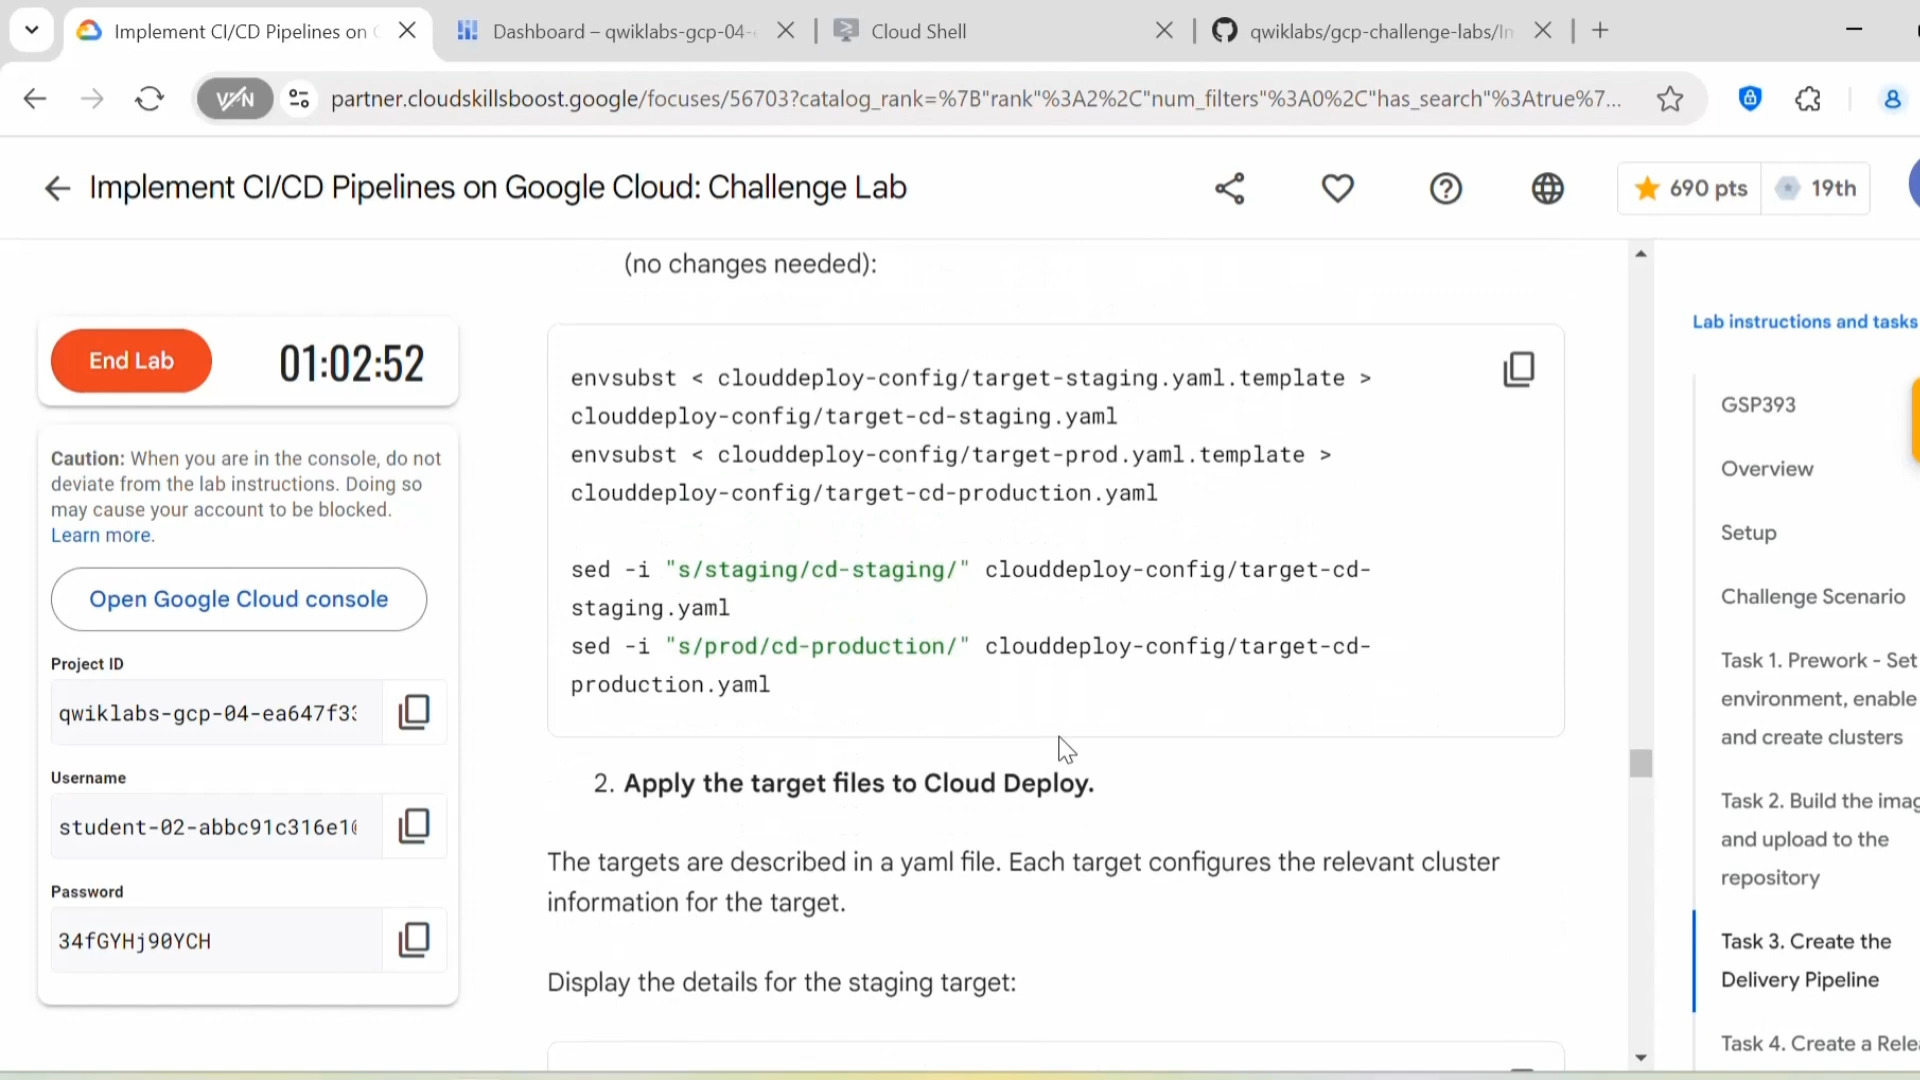 Implement CI/CD Pipelines on
Dashboard – qwiklabs-gcp-04-
Cloud Shell
qwiklabs/gcp-challenge-labs/In
VPN
partner.cloudskillsboost.google/focuses/56703?catalog_rank=%7B"rank"%3A2%2C"num_filters"%3A0%2C"has_search"%3Atrue%7...
Implement CI/CD Pipelines on Google Cloud: Challenge Lab
690 pts
19th
End Lab
01:02:52
Caution: When you are in the console, do not
deviate from the lab instructions. Doing so
may cause your account to be blocked.
Learn more.
Open Google Cloud console
Project ID
qwiklabs-gcp-04-ea647f33
Username
student-02-abbc91c316e1@
Password
34fGYHj90YCH
(no changes needed):
envsubst < clouddeploy-config/target-staging.yaml.template >
clouddeploy-config/target-cd-staging.yaml
envsubst < clouddeploy-config/target-prod.yaml.template >
clouddeploy-config/target-cd-production.yaml
sed -i "s/staging/cd-staging/" clouddeploy-config/target-cd-
staging.yaml
sed -i "s/prod/cd-production/" clouddeploy-config/target-cd-
production.yaml
2. Apply the target files to Cloud Deploy.
The targets are described in a yaml file. Each target configures the relevant cluster
information for the target.
Display the details for the staging target:
Lab instructions and tasks
GSP393
Overview
Setup
Challenge Scenario
Task 1. Prework - Set
environment, enable
and create clusters
Task 2. Build the imag
and upload to the
repository
Task 3. Create the
Delivery Pipeline
Task 4. Create a Rele